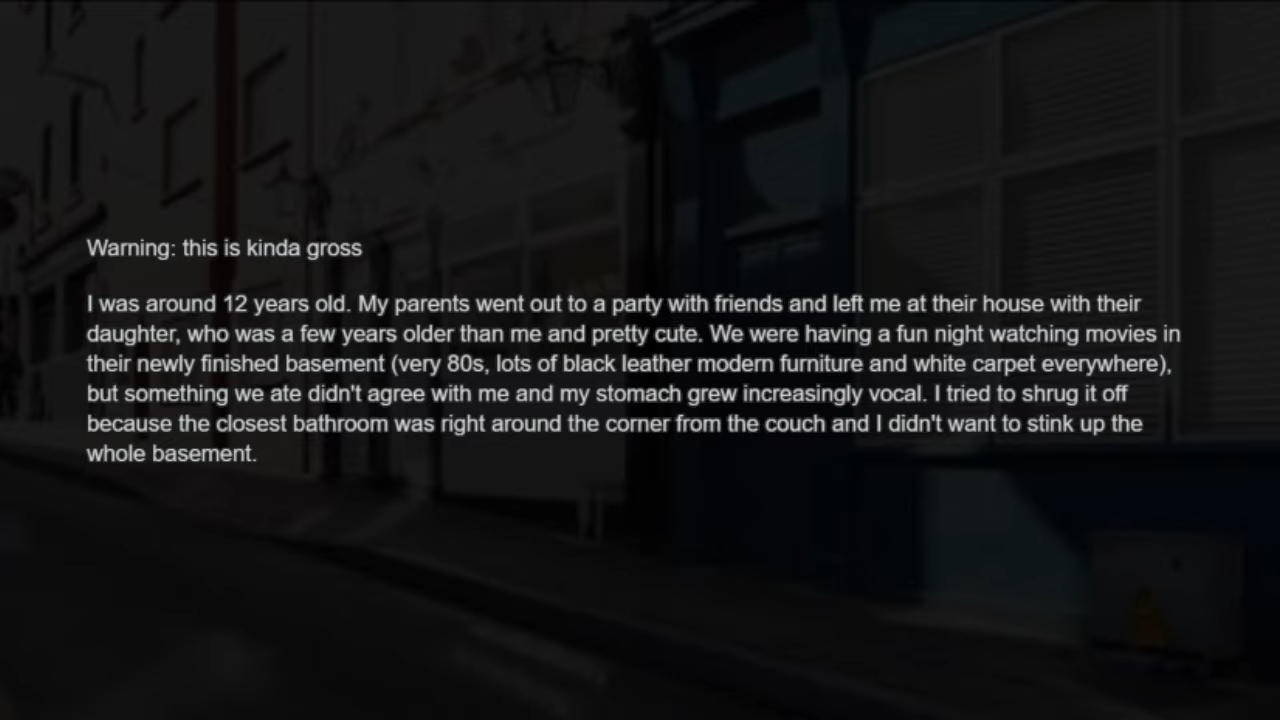 Warning: this is kinda gross
I was around 12 years old. My parents went out to a party with friends and left me at their house with their
daughter, who was a few years older than me and pretty cute. We were having a fun night watching movies in
their newly finished basement (very 80s, lots of black leather modern furniture and white carpet everywhere),
but something we ate didn't agree with me and my stomach grew increasingly vocal. I tried to shrug it off
because the closest bathroom was right around the corner from the couch and I didn't want to stink up the
whole basement.